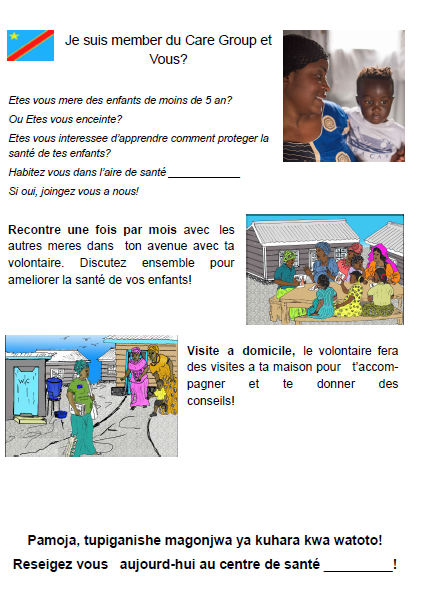 Je suis member du Care Group et
Vous?
Etes vous mere des enfants de moins de 5 an?
Ou Etes vous enceinte?
Etes vous interessee d'apprendre comment proteger la
santé de tes enfants?
Habitez vous dans l'aire de santé ____________
Si oui, joingez vous a nous!
Recontre une fois par mois avec les
autres meres dans ton avenue avec ta
volontaire. Discutez ensemble pour
ameliorer la santé de vos enfants!
W/C
Visite a domicile, le volontaire fera
des visites a ta maison pour t'accom-
pagner et te donner des
conseils!
Pamoja, tupiganishe magonjwa ya kuhara kwa watoto!
Reseigez vous aujourd-hui au centre de santé _________!